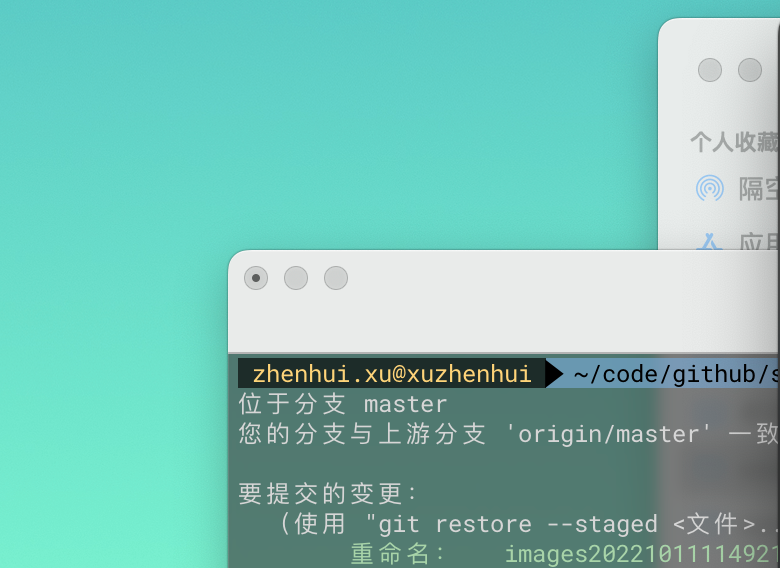 个人收藏
隔空
应用
zhenhui.xu@xuzhenhui ~/code/github/s
位于分支 master
您的分支与上游分支 'origin/master' 一致
要提交的变更：
（使用 "git restore --staged <文件>..
重命名： images2022101111492